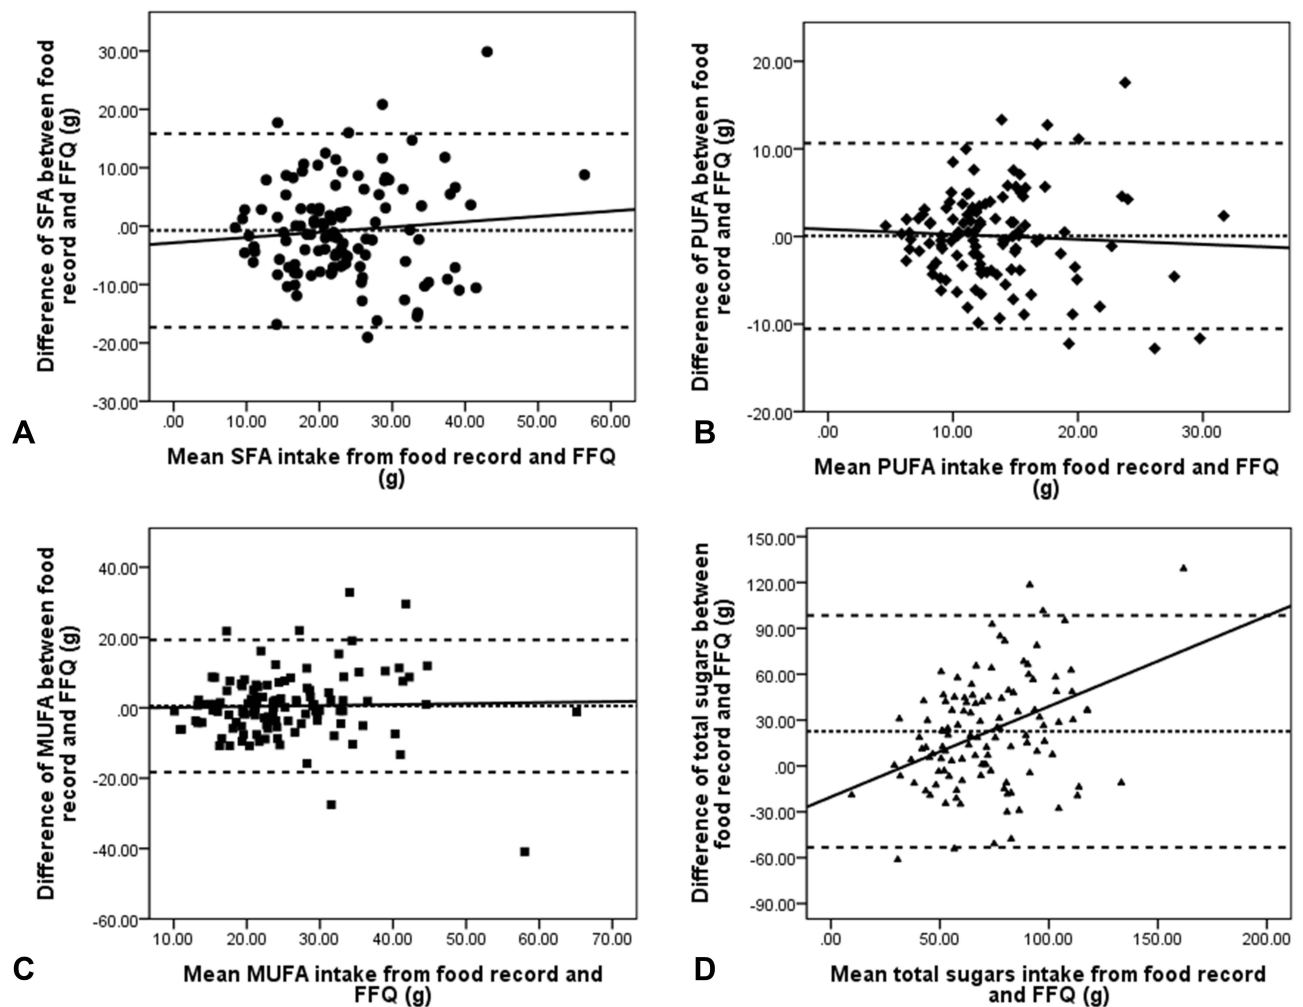 Difference of SFA between food
record and FFQ (g)
30.00
20.00
10.00
.00
-10.00
-20.00
-30.00
.00 10.00 20.00 30.00 40.00 50.00 60.00
Mean SFA intake from food record and FFQ
(g)
A
Difference of PUFA between food
record and FFQ (g)
20.00
10.00
.00
-10.00
-20.00
.00 10.00 20.00 30.00
Mean PUFA intake from food record and FFQ
(g)
B
Difference of MUFA between food
record and FFQ (g)
40.00
20.00
.00
-20.00
-40.00
-60.00
10.00 20.00 30.00 40.00 50.00 60.00 70.00
Mean MUFA intake from food record and
FFQ (g)
C
Difference of total sugars between
food record and FFQ (g)
150.00
120.00
90.00
60.00
30.00
.00
-30.00
-60.00
-90.00
.00 50.00 100.00 150.00 200.00
Mean total sugars intake from food record
and FFQ (g)
D